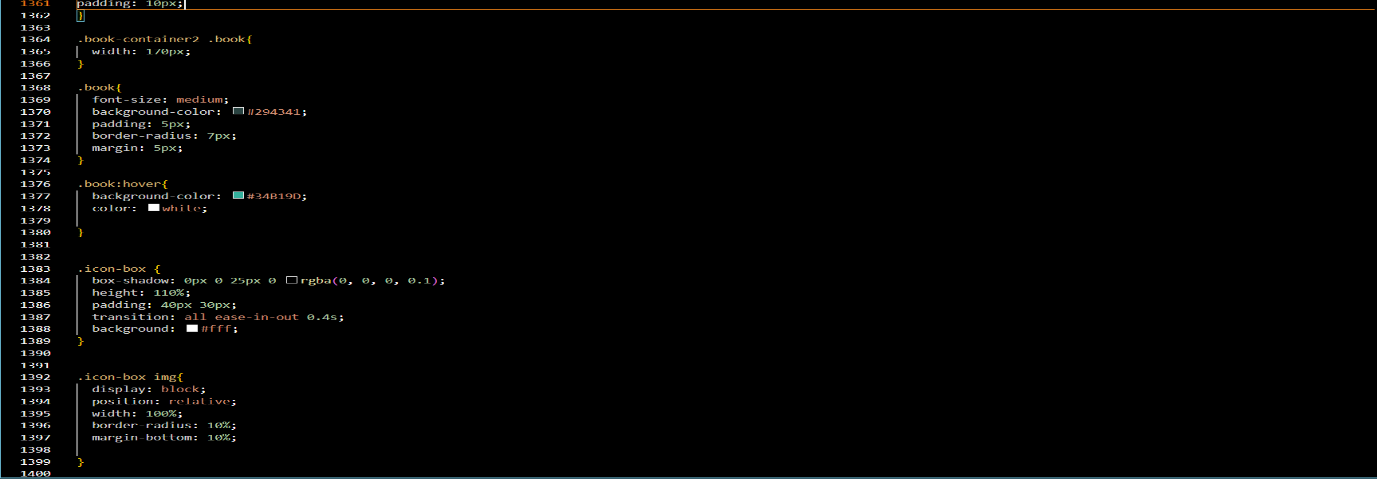 1361 padding: 10px;
1362 }
1363
1364 .book-container2 .book{
1365 width: 170px;
1366 }
1367
1368 .book{
1369 font-size: medium;
1370 background-color: #294341;
1371 padding: 5px;
1372 border-radius: 7px;
1373 margin: 5px;
1374 }
1375
1376 .book:hover{
1377 background-color: #34B19D;
1378 color: white;
1379
1380 }
1381
1382
1383 .icon-box {
1384 box-shadow: 0px 0 25px 0 rgba(0, 0, 0, 0.1);
1385 height: 110%;
1386 padding: 40px 30px;
1387 transition: all ease-in-out 0.4s;
1388 background: #fff;
1389 }
1390
1391
1392 .icon-box img{
1393 display: block;
1394 position: relative;
1395 width: 100%;
1396 border-radius: 10%;
1397 margin-bottom: 10%;
1398
1399 }
1400